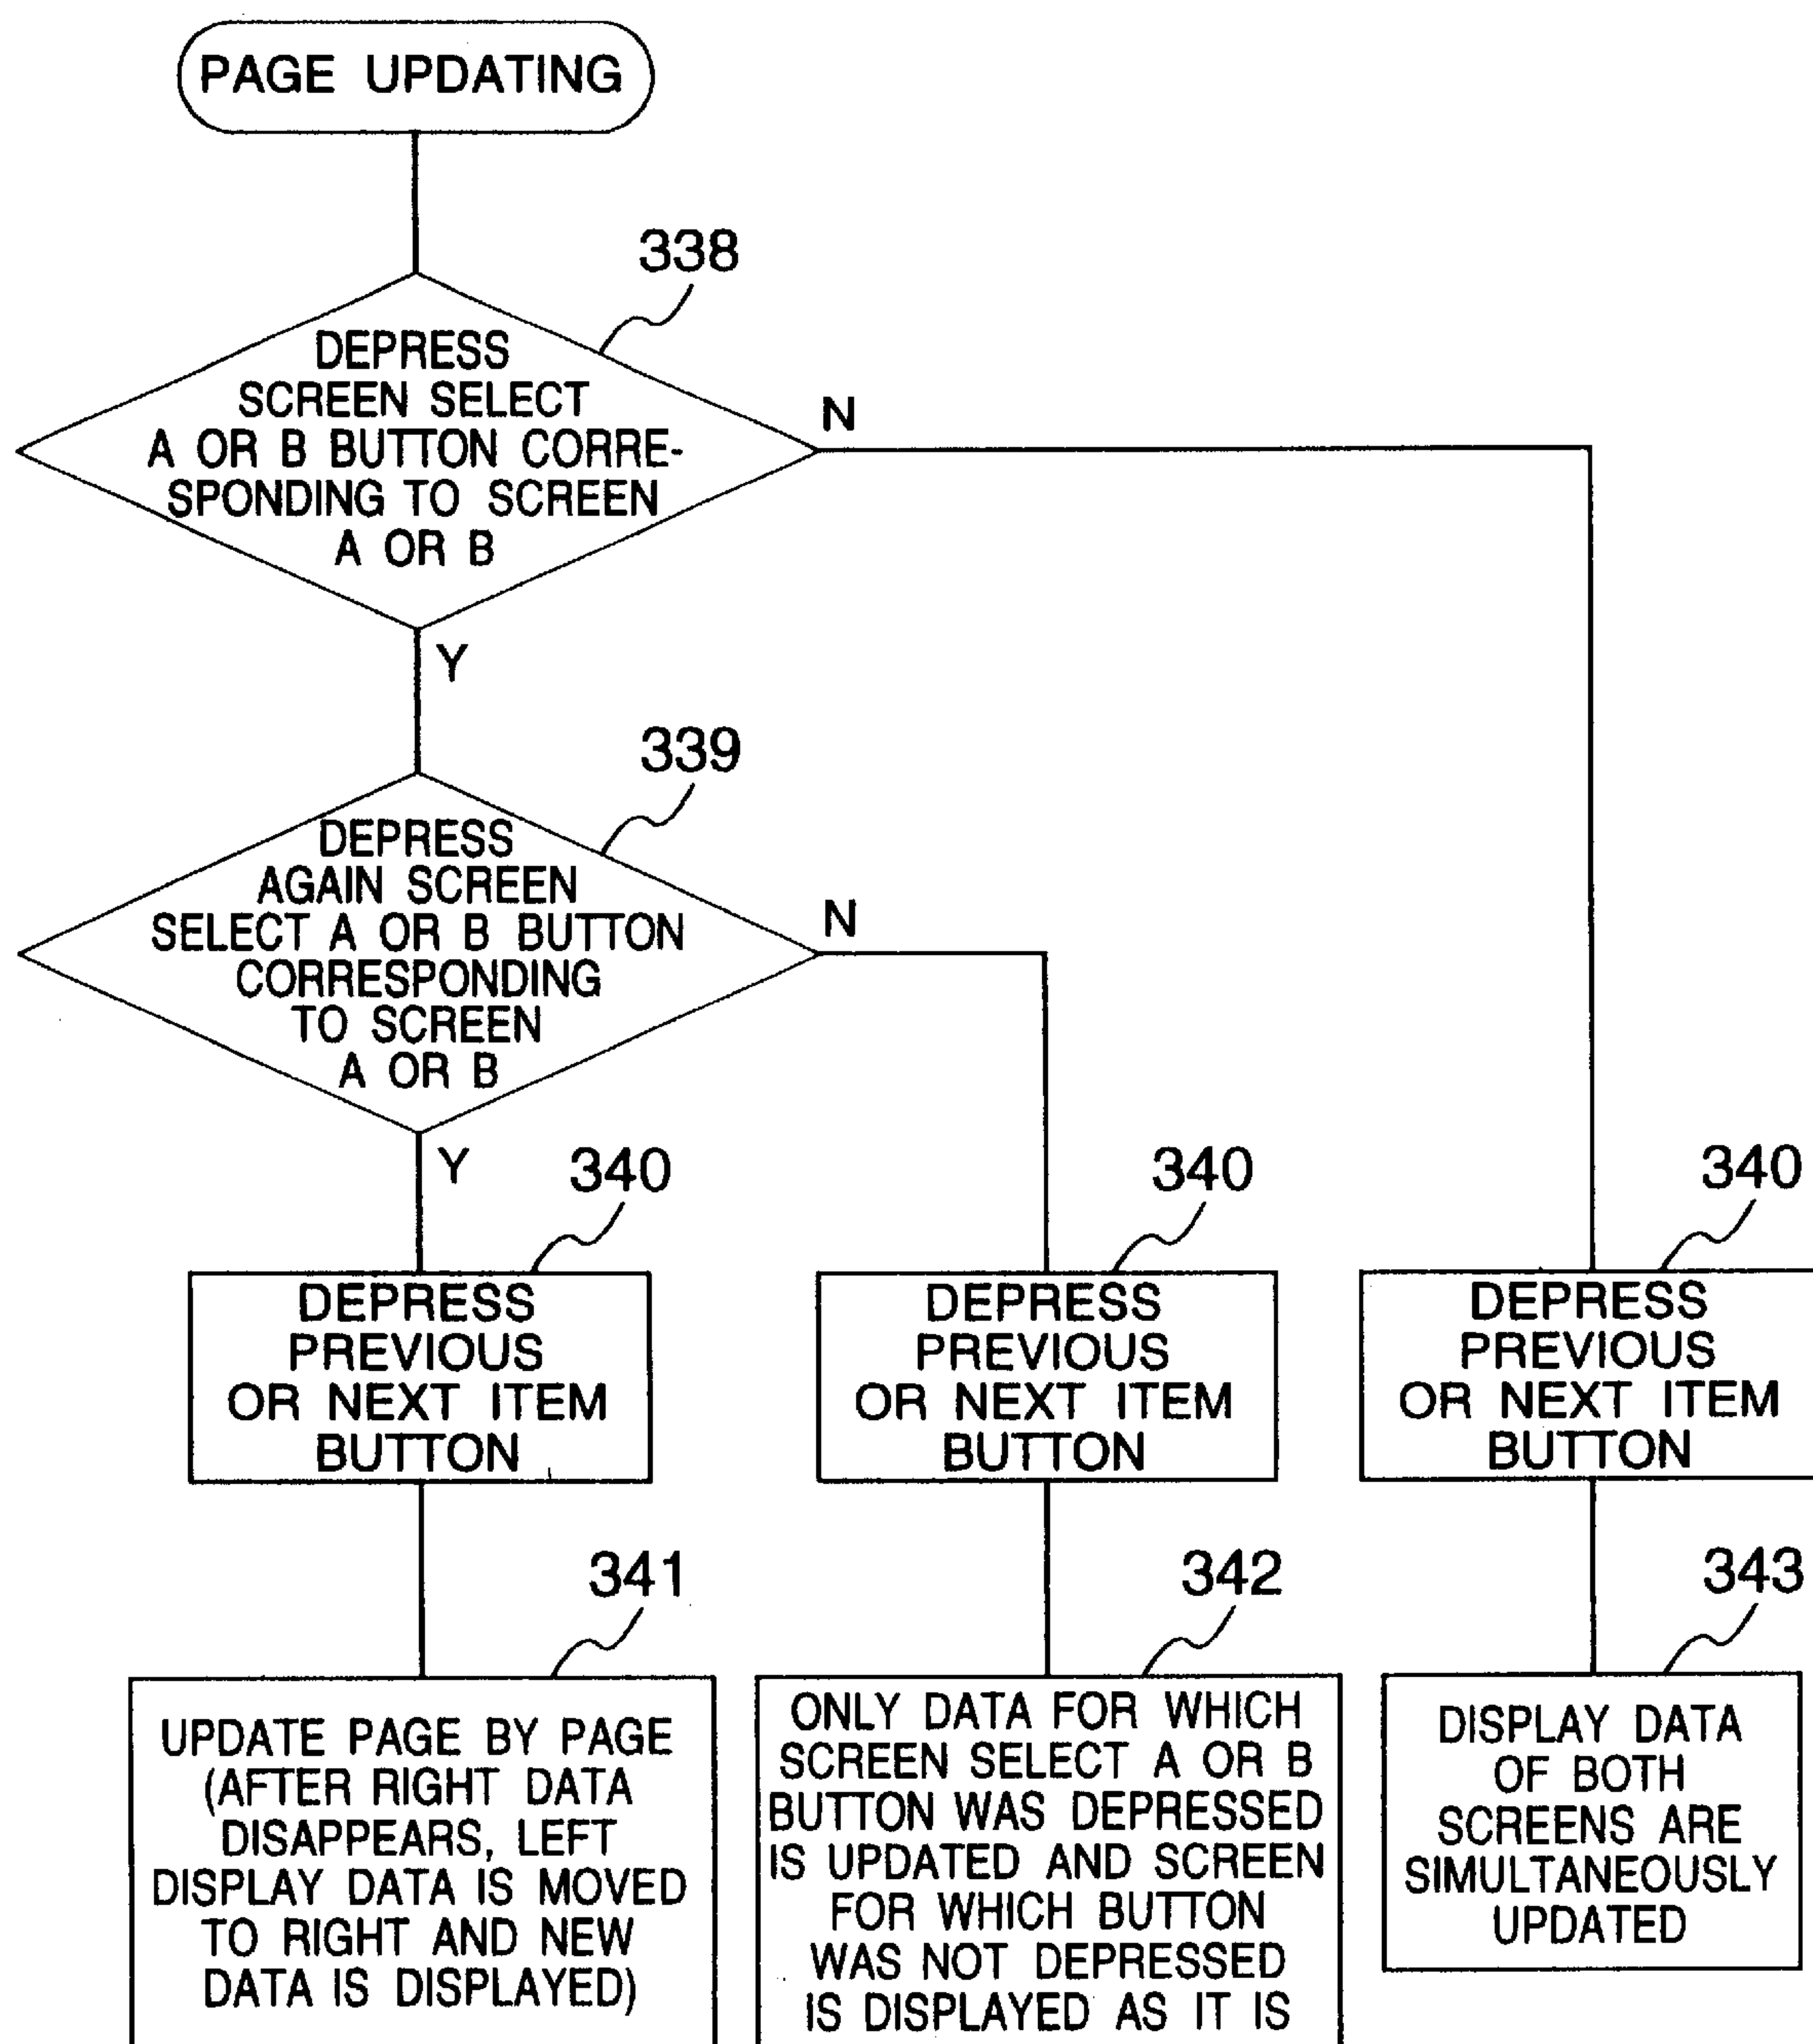 PAGE UPDATING
338
DEPRESS
SCREEN SELECT
A OR B BUTTON CORRE-
SPONDING TO SCREEN
A OR B
N
Y
339
DEPRESS
AGAIN SCREEN
SELECT A OR B BUTTON
CORRESPONDING
TO SCREEN
A OR B
N
Y
340
DEPRESS
PREVIOUS
OR NEXT ITEM
BUTTON
340
DEPRESS
PREVIOUS
OR NEXT ITEM
BUTTON
340
DEPRESS
PREVIOUS
OR NEXT ITEM
BUTTON
341
UPDATE PAGE BY PAGE
(AFTER RIGHT DATA
DISAPPEARS, LEFT
DISPLAY DATA IS MOVED
TO RIGHT AND NEW
DATA IS DISPLAYED)
342
ONLY DATA FOR WHICH
SCREEN SELECT A OR B
BUTTON WAS DEPRESSED
IS UPDATED AND SCREEN
FOR WHICH BUTTON
WAS NOT DEPRESSED
IS DISPLAYED AS IT IS
343
DISPLAY DATA
OF BOTH
SCREENS ARE
SIMULTANEOUSLY
UPDATED